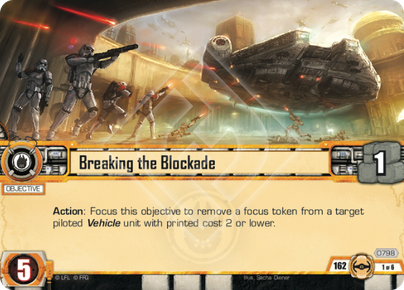 Breaking the Blockade
1
OBJECTIVE
Action: Focus this objective to remove a focus token from a target
piloted Vehicle unit with printed cost 2 or lower.
5
© LFL © FFG
Illus. Sacha Diener
162
0798
1 of 6